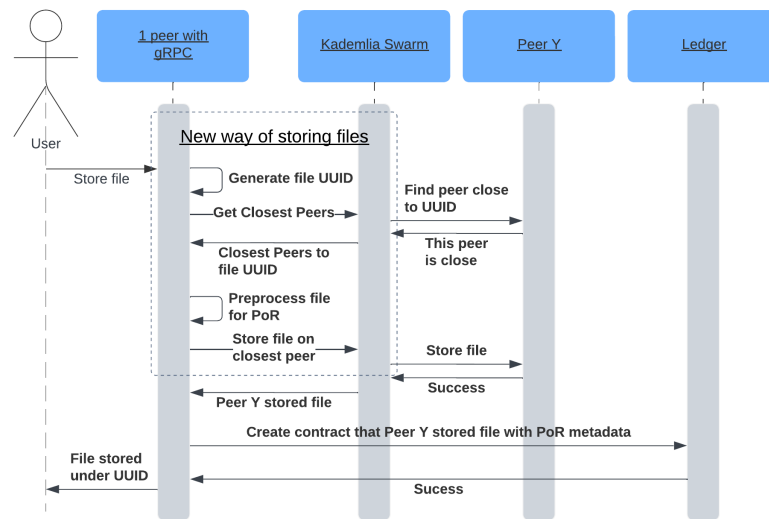 1 peer with
gRPC
Kademlia Swarm
Peer Y
Ledger
User
New way of storing files
Store file
Generate file UUID
Get Closest Peers
Find peer close
to UUID
This peer
is close
Closest Peers to
file UUID
Preprocess file
for PoR
Store file on
closest peer
Store file
Success
Peer Y stored file
Create contract that Peer Y stored file with PoR metadata
File stored
under UUID
Sucess